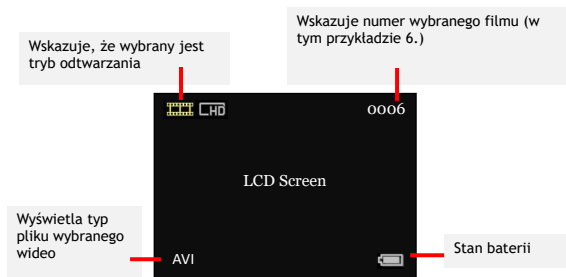 Wskazuje, że wybrany jest
tryb odtwarzania
Wskazuje numer wybranego filmu (w
tym przykładzie 6.)
HD
0006
LCD Screen
Wyświetla typ
pliku wybranego
wideo
AVI
Stan baterii